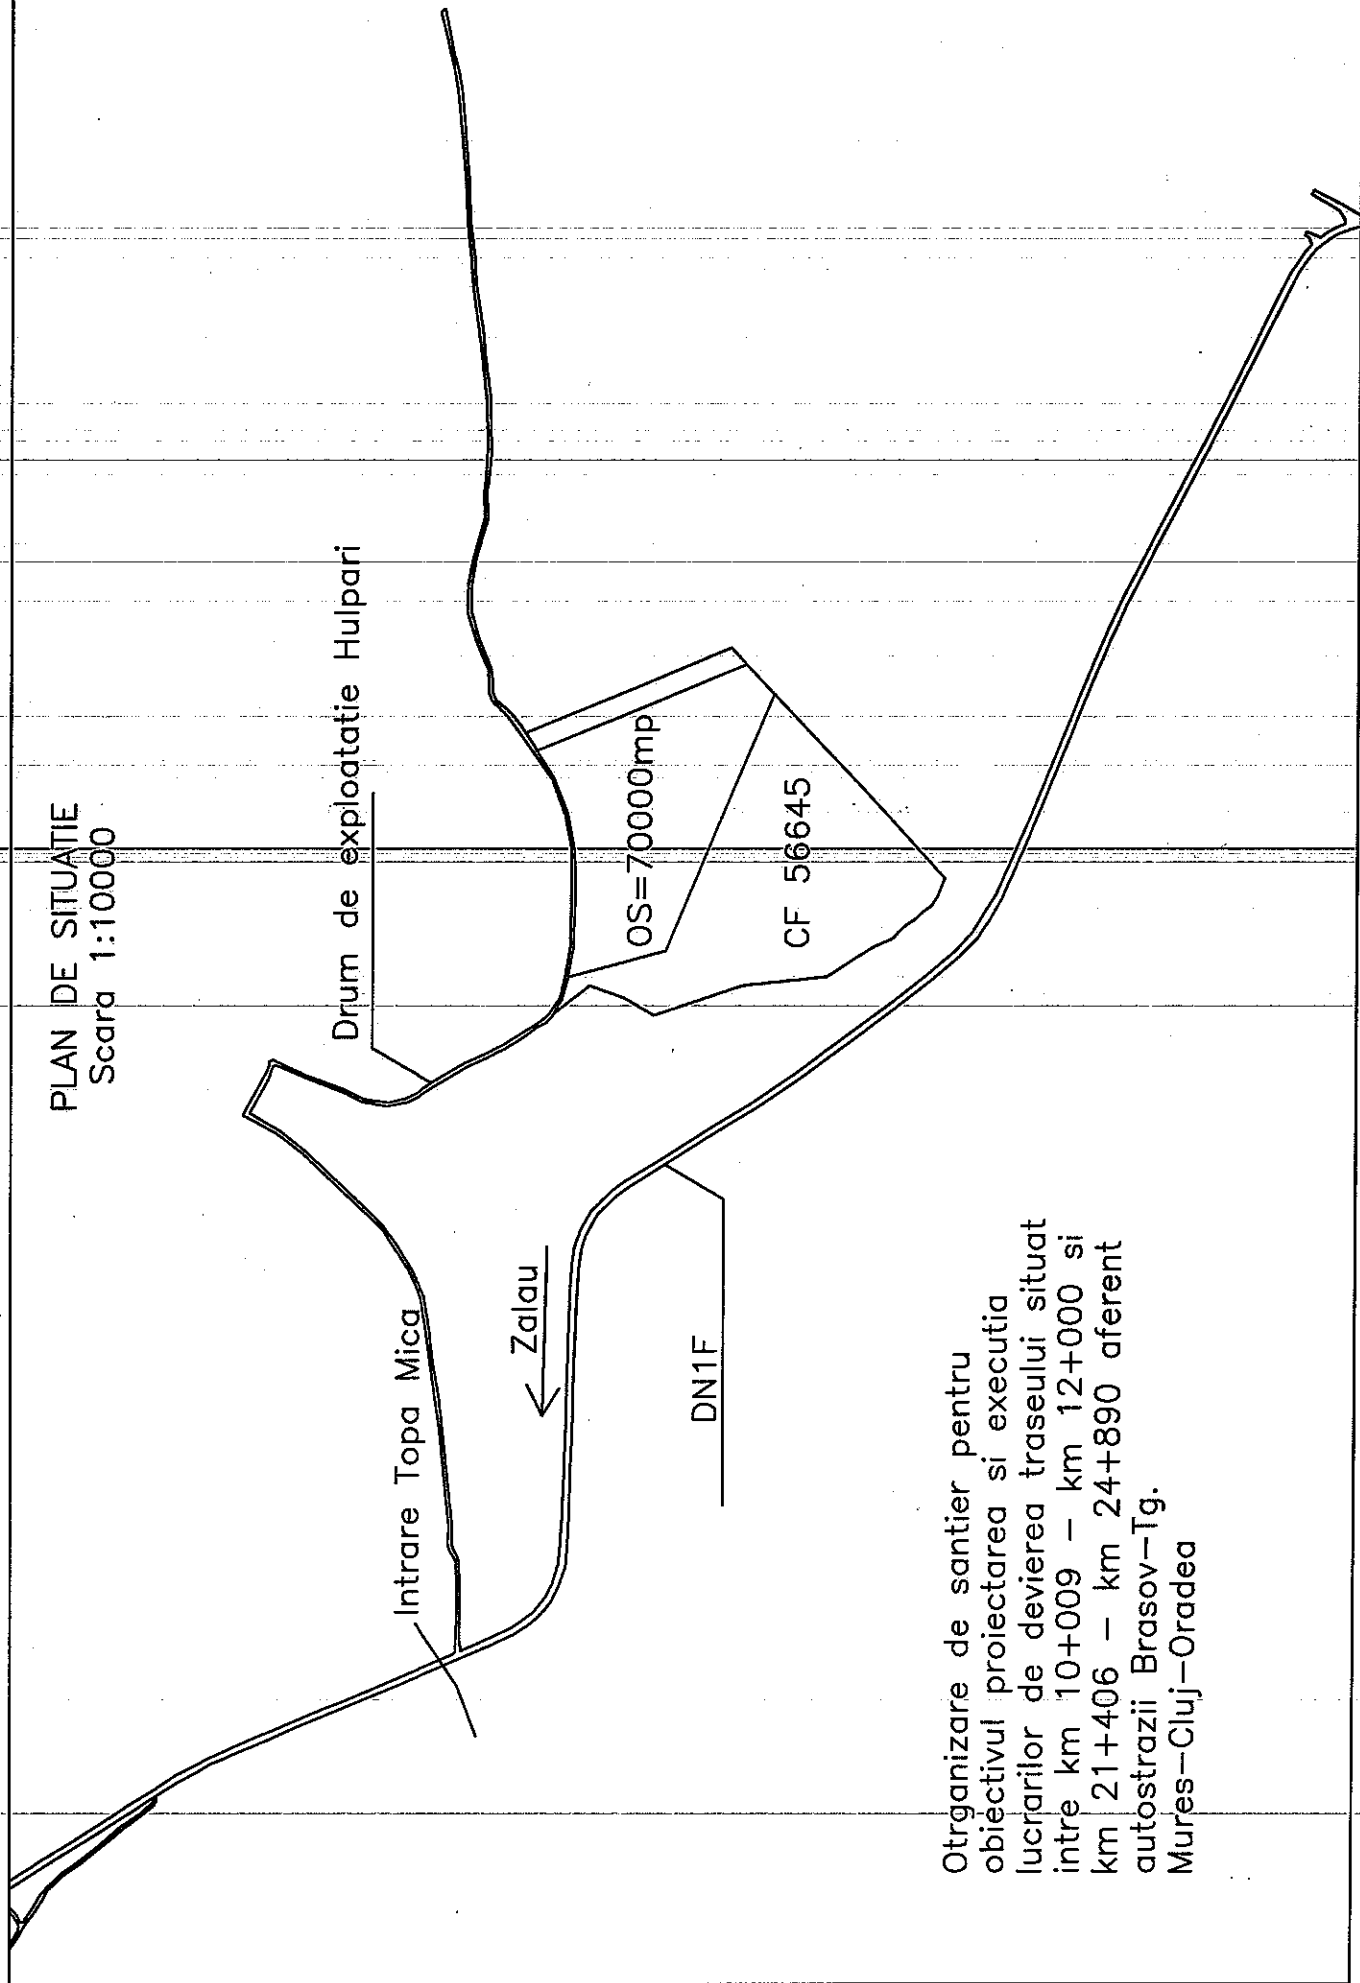 PLAN DE SITUATIE
Scara 1:10000
Drum de exploatatie Hulpari
Intrare Topa Mica
Zalau
OS=70000mp
DN1F
CF 56645
Otrganizare de santier pentru
obiectivul proiectarea si executia
lucrarilor de devierea traseului situat
intre km 10+009 – km 12+000 si
km 21+406 – km 24+890 aferent
autostrazii Brasov–Tg.
Mures–Cluj–Oradea